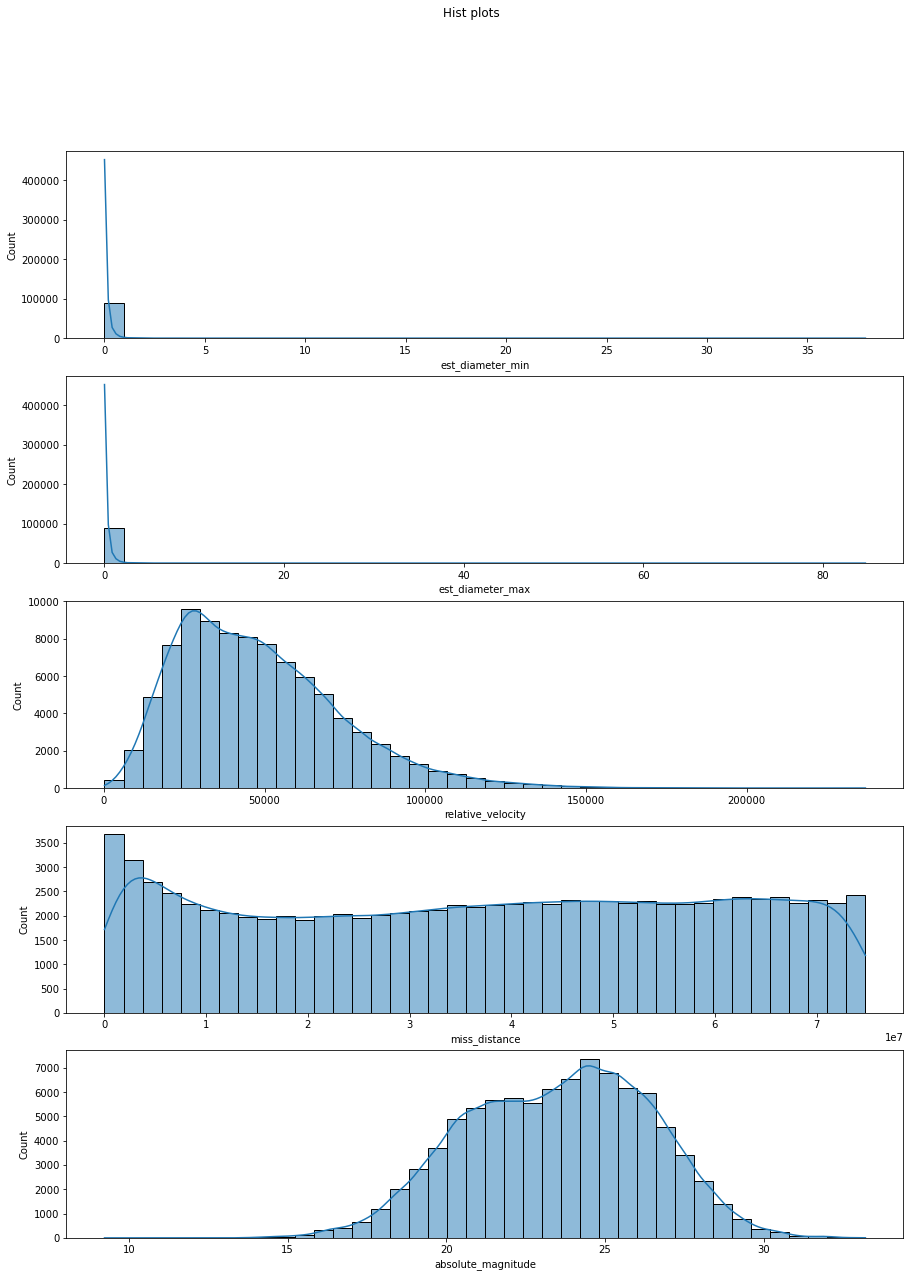 Hist plots
400000
300000
200000
100000
0
Count
0 5 10 15 20 25 30 35
est_diameter_min
400000
300000
200000
100000
0
Count
0 20 40 60 80
est_diameter_max
10000
8000
6000
4000
2000
0
Count
0 50000 100000 150000 200000
relative_velocity
3500
3000
2500
2000
1500
1000
500
0
Count
0 1 2 3 4 5 6 7
1e7
miss_distance
7000
6000
5000
4000
3000
2000
1000
0
Count
10 15 20 25 30
absolute_magnitude